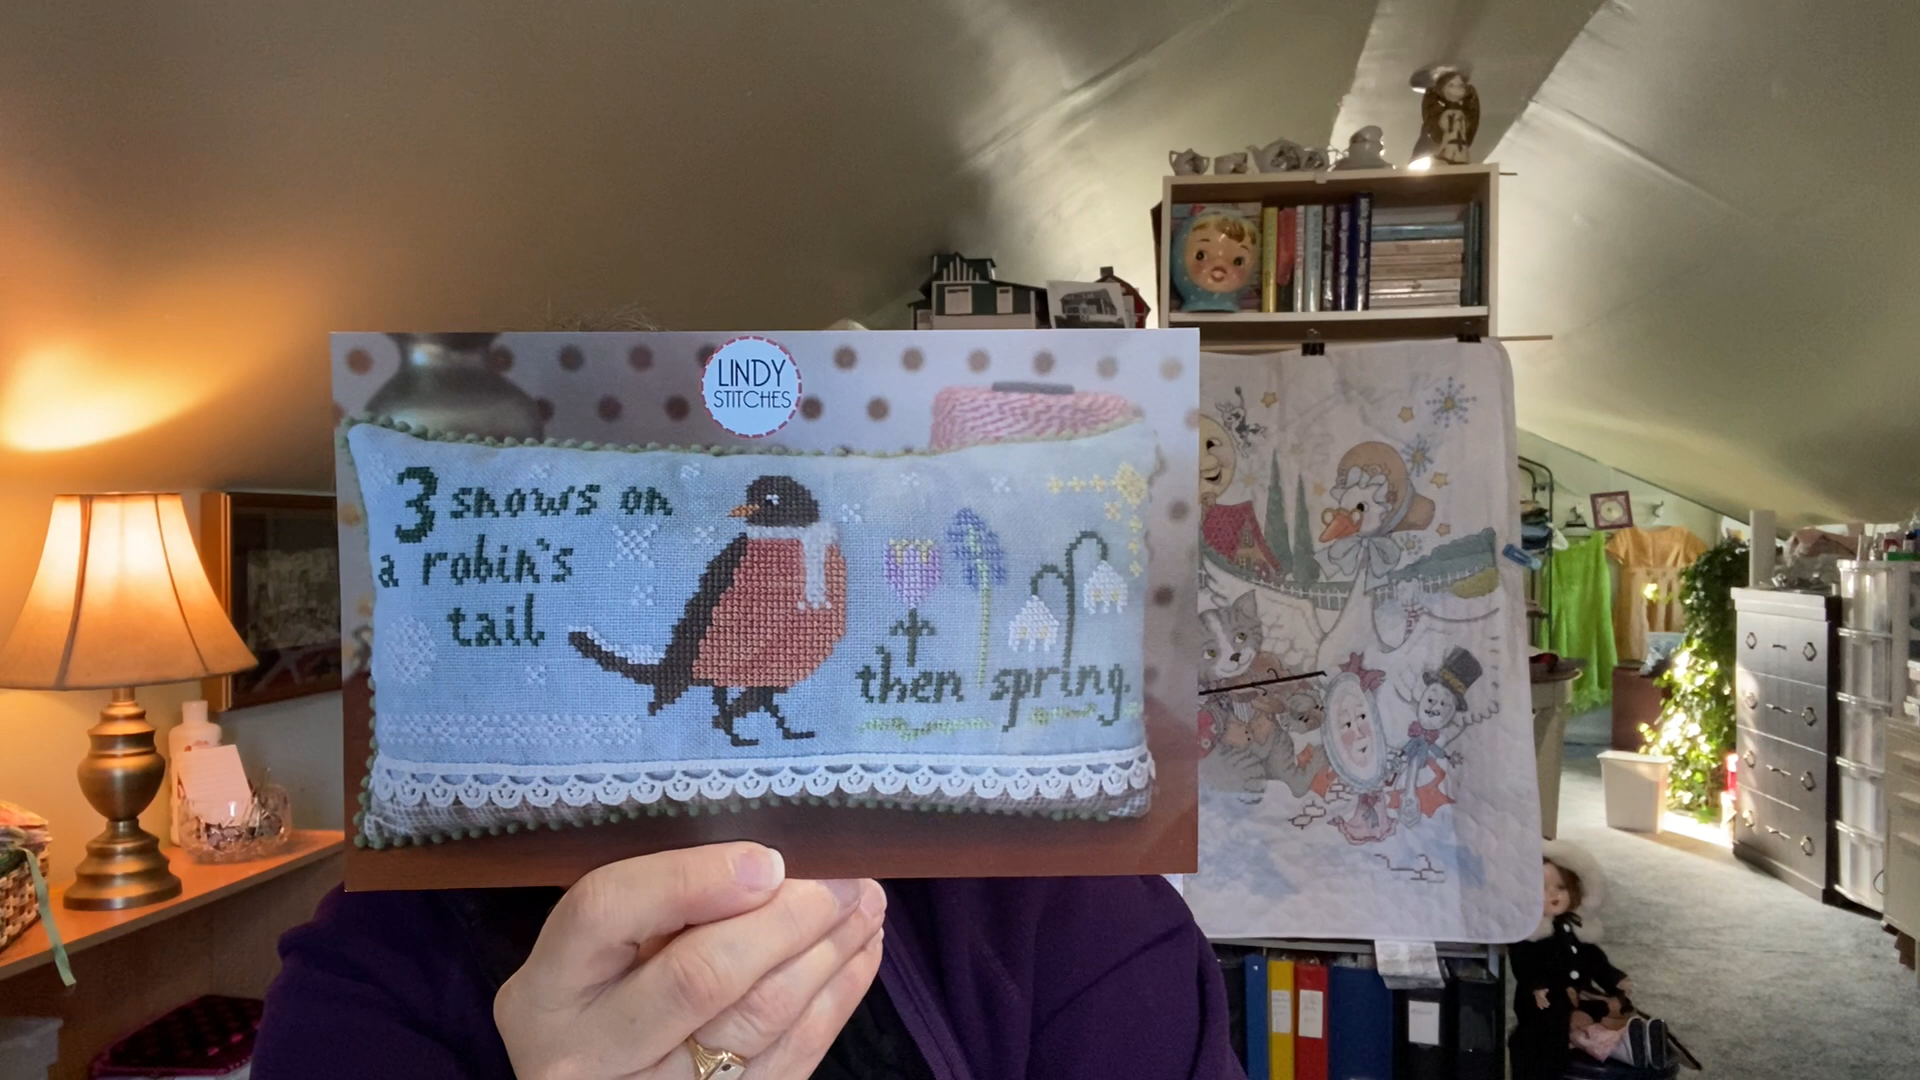 LINDY
STITCHES
3 snows on
a robin's
tail
then spring.